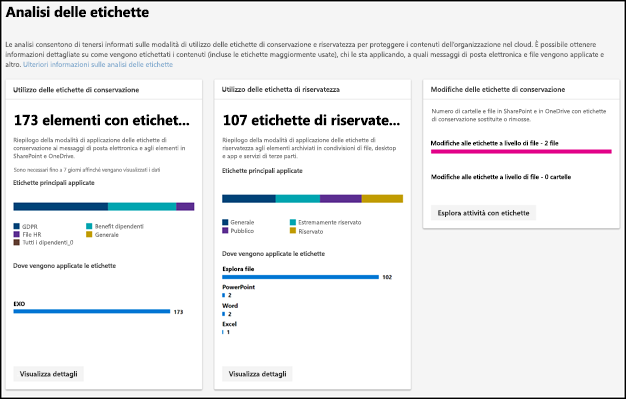 Analisi delle etichette
Le analisi consentono di tenersi informati sulle modalità di utilizzo delle etichette di conservazione e riservatezza per proteggere i contenuti dell'organizzazione nel cloud. È possibile ottenere
informazioni dettagliate su come vengono etichettati i contenuti (incluse le etichette maggiormente usate), chi le sta applicando, a quali messaggi di posta elettronica e file vengono applicate e
altro. Ulteriori informazioni sulle analisi delle etichette
Utilizzo delle etichette di conservazione
173 elementi con etichet...
Riepilogo della modalità di applicazione delle etichette di
conservazione ai messaggi di posta elettronica e agli elementi in
SharePoint e OneDrive.
Sono necessari fino a 7 giorni affinché vengano visualizzati i dati
Etichette principali applicate
GDPR
Benefit dipendenti
File HR
Generale
Tutti i dipendenti_0
Dove vengono applicate le etichette
EXO
173
Visualizza dettagli
Utilizzo delle etichetta di riservatezza
107 etichette di riservate...
Riepilogo della modalità di applicazione delle etichette di
riservatezza agli elementi archiviati in condivisioni di file, desktop
e app e servizi di terze parti.
Etichette principali applicate
Generale
Estremamente riservato
Pubblico
Riservato
Dove vengono applicate le etichette
Esplora file
102
PowerPoint
2
Word
2
Excel
1
Visualizza dettagli
Modifiche delle etichette di conservazione
Numero di cartelle e file in SharePoint e in OneDrive con etichette
di conservazione sostituite o rimosse.
Modifiche alle etichette a livello di file - 2 file
Modifiche alle etichette a livello di file - 0 cartelle
Esplora attività con etichette